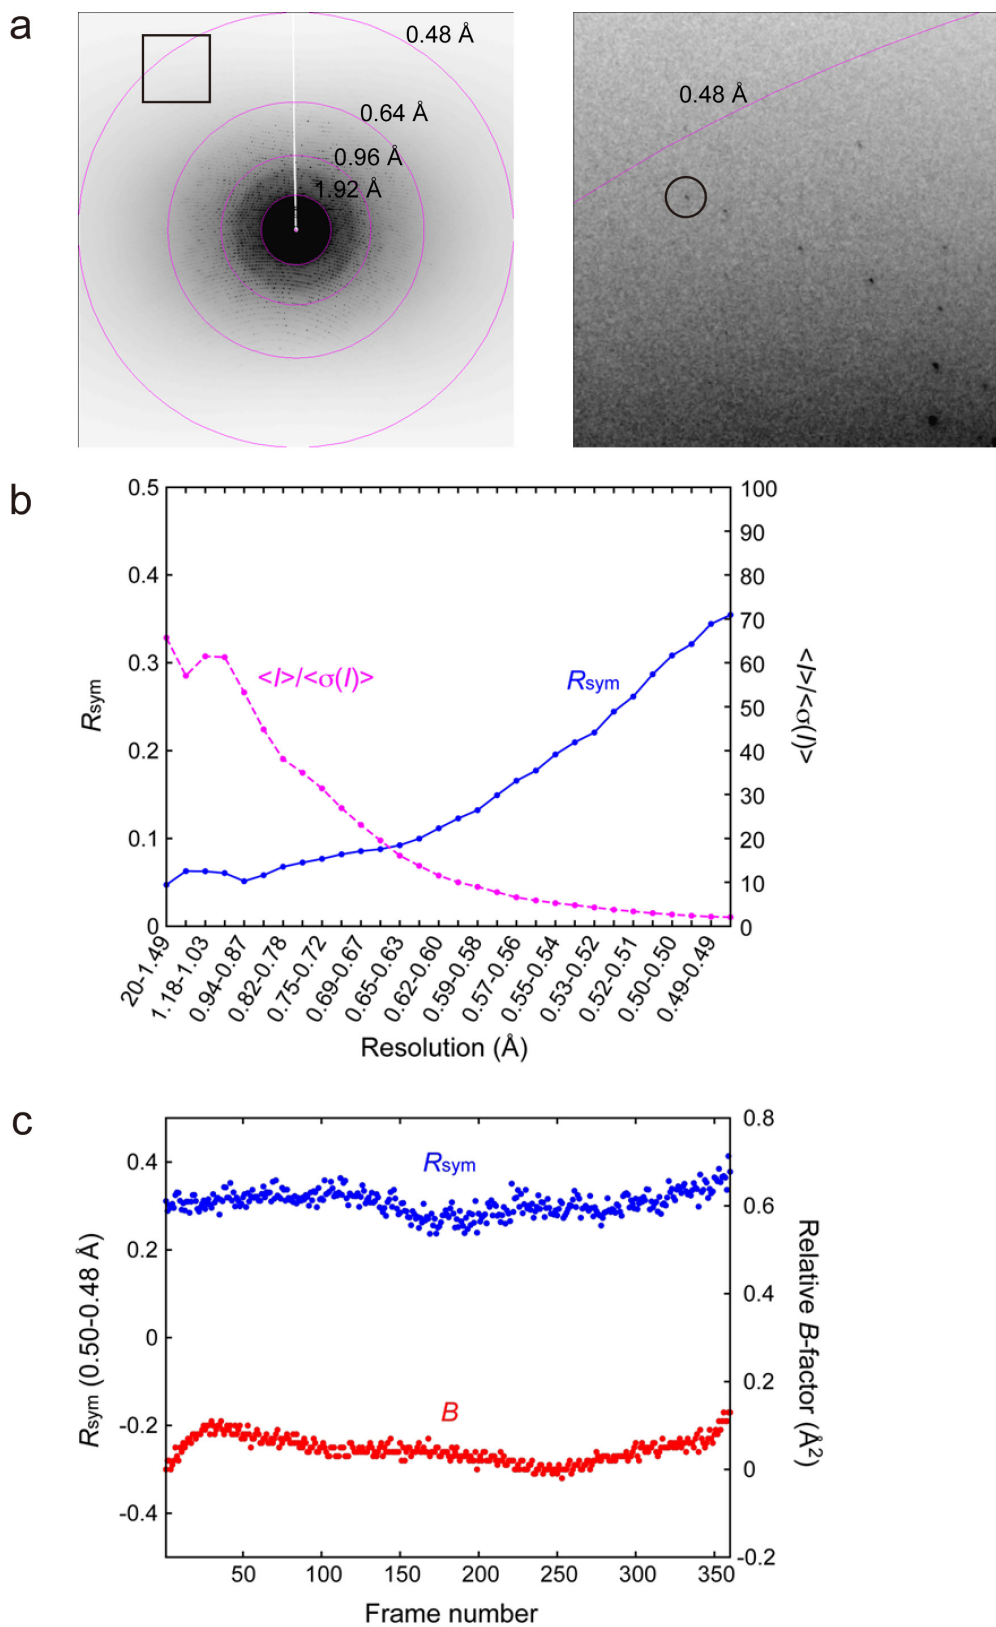 a
0.48 Å
0.64 Å
0.96 Å
1.92 Å
0.48 Å
b
0.5
0.4
0.3
0.2
0.1
0
Rsym
100
90
80
70
60
50
40
30
20
10
0
<I>/<σ(I)>
<I>/<σ(I)>
Rsym
20-1.49
1.18-1.03
0.94-0.87
0.82-0.78
0.75-0.72
0.69-0.67
0.65-0.63
0.62-0.60
0.59-0.58
0.57-0.56
0.55-0.54
0.53-0.52
0.52-0.51
0.50-0.50
0.49-0.49
Resolution (Å)
c
0.4
0.2
0
-0.2
-0.4
Rsym (0.50-0.48 Å)
0.8
0.6
0.4
0.2
0
-0.2
Relative B-factor (Å2)
Rsym
B
50
100
150
200
250
300
350
Frame number